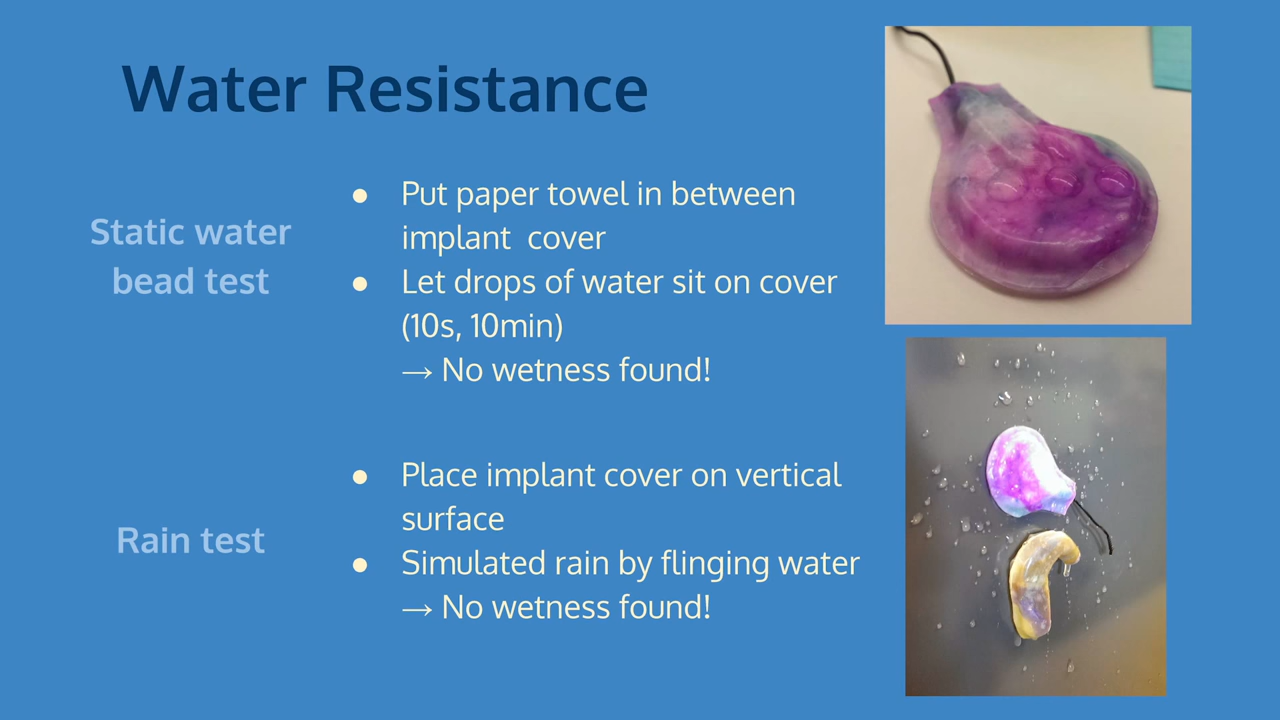 Water Resistance
Static water
bead test
● Put paper towel in between
implant  cover
● Let drops of water sit on cover
(10s, 10min)
→ No wetness found!
Rain test
● Place implant cover on vertical
surface
● Simulated rain by flinging water
→ No wetness found!